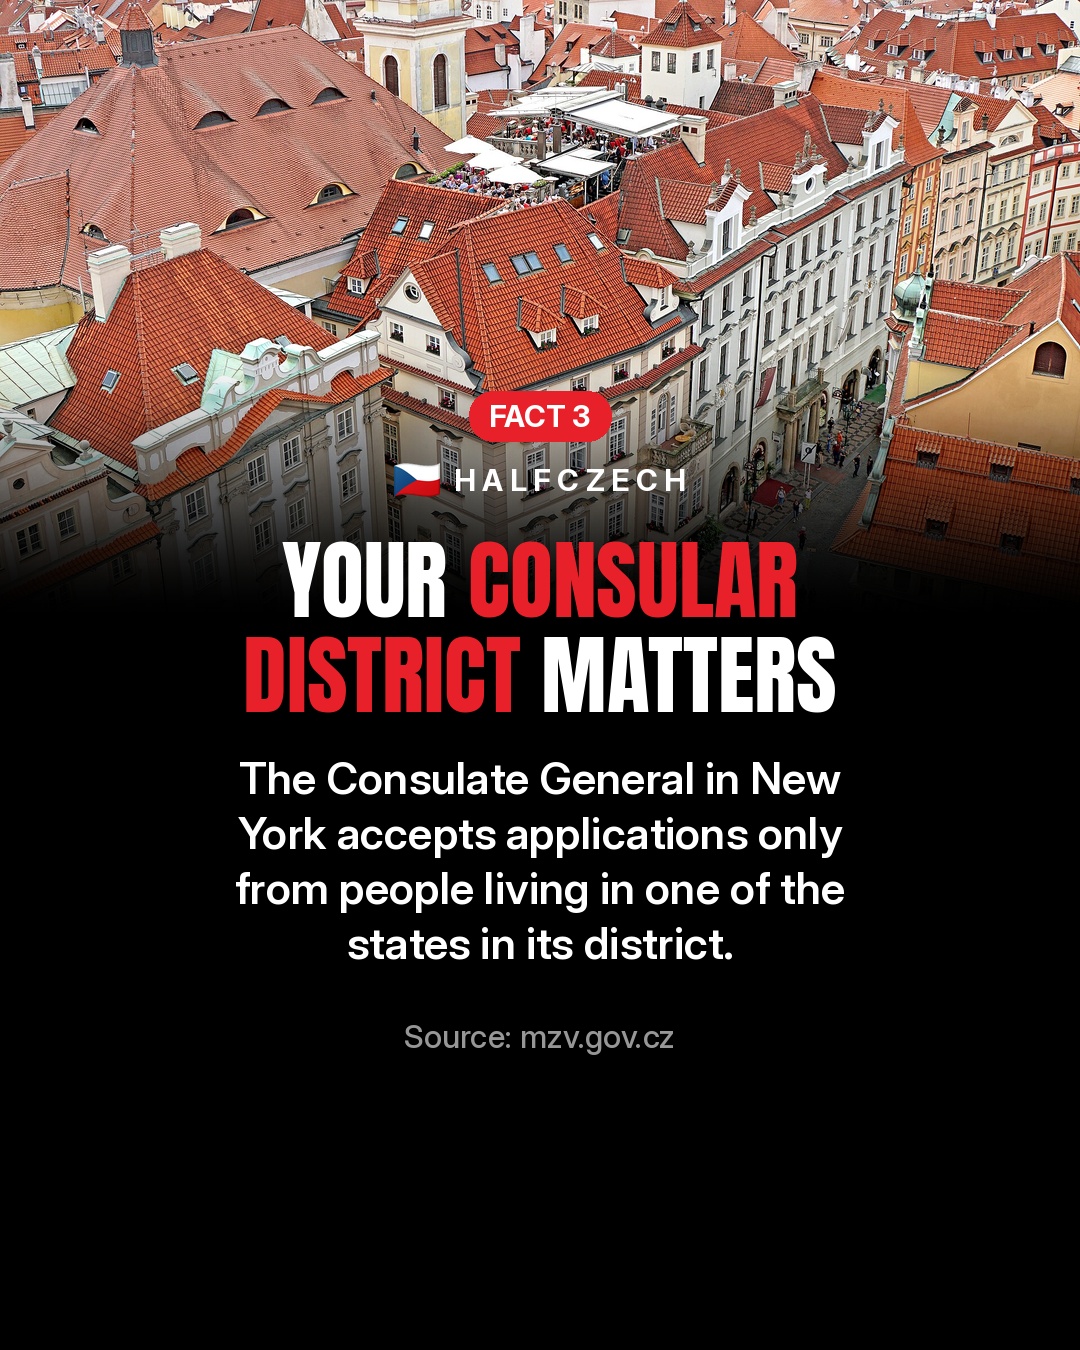 FACT 3
HALFCZECH
YOUR CONSULAR
DISTRICT MATTERS
The Consulate General in New
York accepts applications only
from people living in one of the
states in its district.
Source: mzv.gov.cz